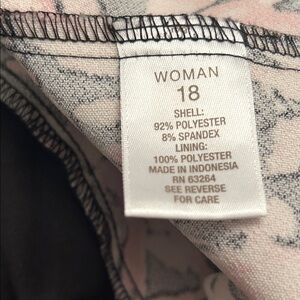 WOMAN
18
SHELL:
92% POLYESTER
8% SPANDEX
LINING:
100% POLYESTER
MADE IN INDONESIA
RN 63264
SEE REVERSE
FOR CARE